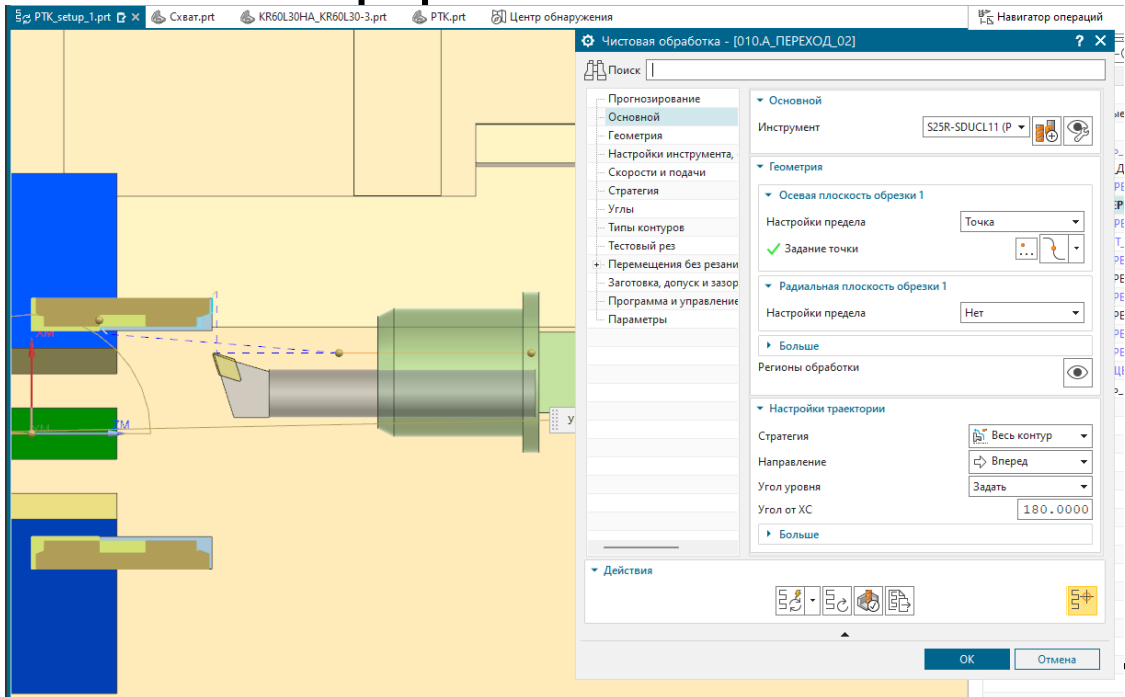 PTK_setup_1.prt
Схват.prt
KR60L30HA_KR60L30-3.prt
PTK.prt
Центр обнаружения
Навигатор операций
Чистовая обработка - [010.А_ПЕРЕХОД_02]
? X
Поиск
Прогнозирование
Основной
Геометрия
Настройки инструмента,
Скорости и подачи
Стратегия
Углы
Типы контуров
Тестовый рез
Перемещения без резани
Заготовка, допуск и зазор
Программа и управление
Параметры
Основной
Инструмент S25R-SDUCL11 (P
Геометрия
Осевая плоскость обрезки 1
Настройки предела Точка
Задание точки
Радиальная плоскость обрезки 1
Настройки предела Нет
Больше
Регионы обработки
Настройки траектории
Стратегия Весь контур
Направление Вперед
Угол уровня Задать
Угол от XC 180.0000
Больше
Действия
OK Отмена
XM
YM ZM
У